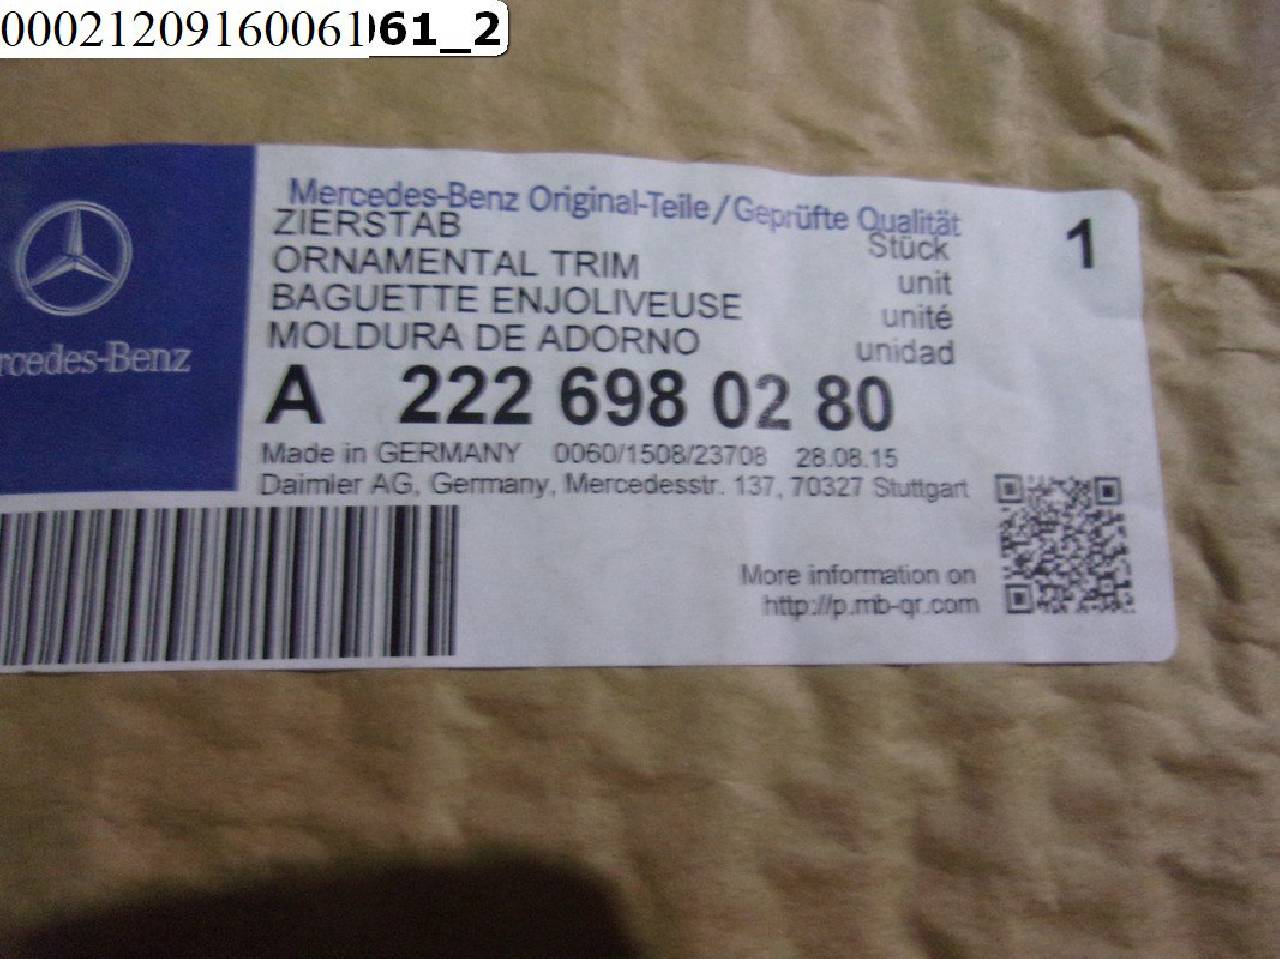 0002120916006161_2
Mercedes-Benz Original-Teile/Geprüfte Qualität
ZIERSTAB Stück 1
ORNAMENTAL TRIM unit
BAGUETTE ENJOLIVEUSE unité
MOLDURA DE ADORNO unidad
rcedes-Benz
A 222 698 02 80
Made in GERMANY 0060/1508/23708 28.08.15
Daimler AG, Germany, Mercedesstr. 137, 70327 Stuttgart
More information on
http://p.mb-qr.com